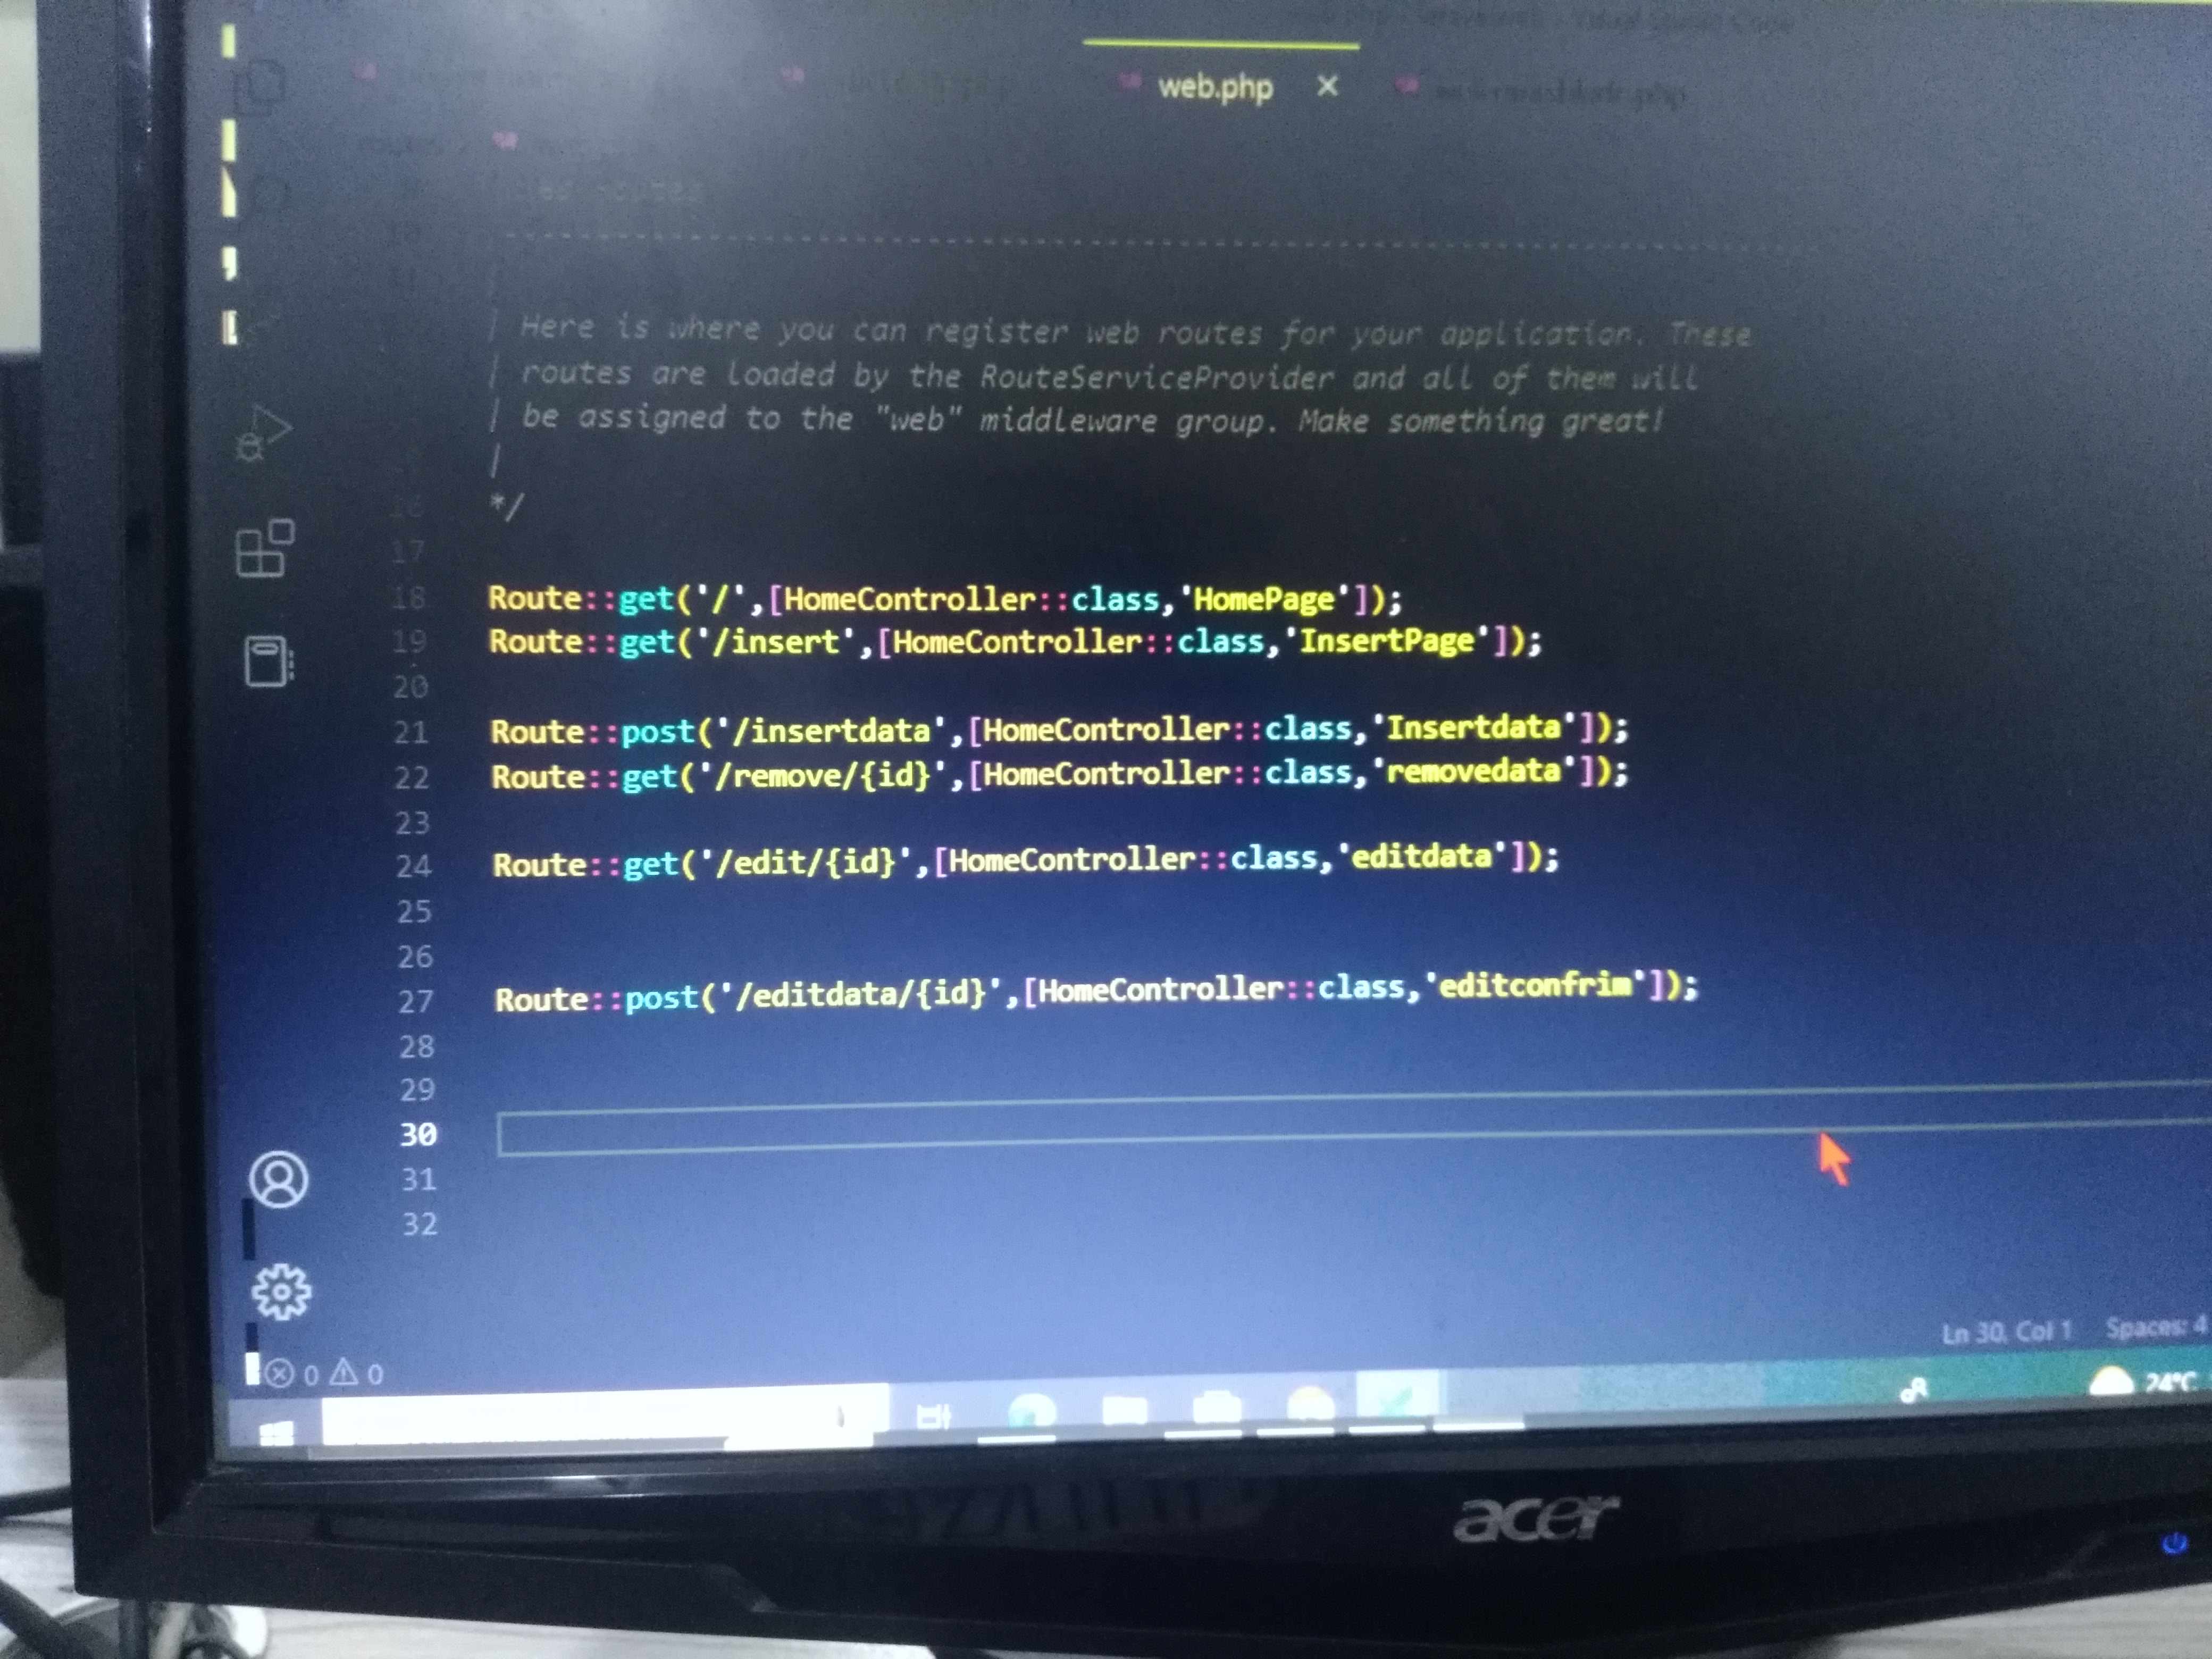 web.php ×
| Here is where you can register web routes for your application. These
| routes are loaded by the RouteServiceProvider and all of them will
| be assigned to the "web" middleware group. Make something great!
|
16 */
17
18 Route::get('/',[HomeController::class,'HomePage']);
19 Route::get('/insert',[HomeController::class,'InsertPage']);
20
21 Route::post('/insertdata',[HomeController::class,'Insertdata']);
22 Route::get('/remove/{id}',[HomeController::class,'removedata']);
23
24 Route::get('/edit/{id}',[HomeController::class,'editdata']);
25
26
27 Route::post('/editdata/{id}',[HomeController::class,'editconfrim']);
28
29
30
31
32
Ln 30, Col 1 Spaces: 4
0 0
24°C
acer